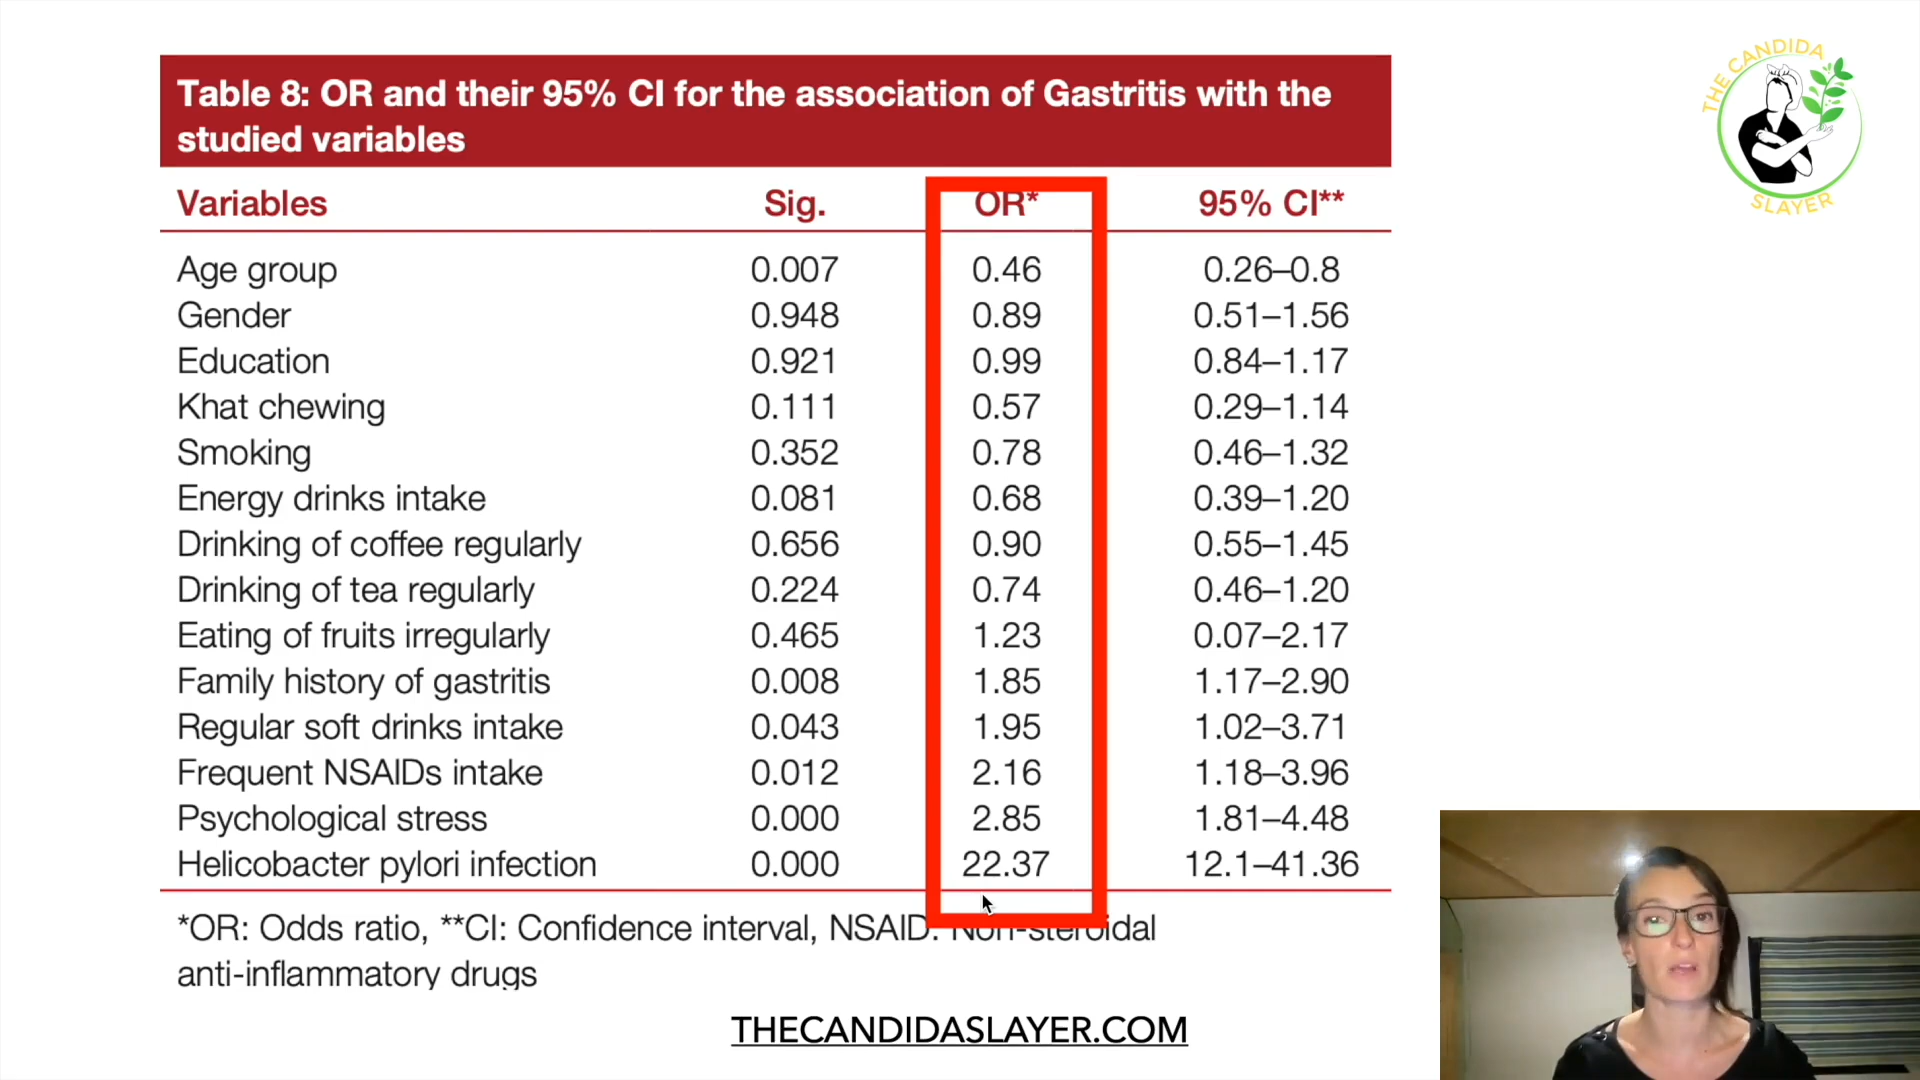 THE CANDIDA
SLAYER
Table 8: OR and their 95% CI for the association of Gastritis with the
studied variables
Variables Sig. OR* 95% CI**
Age group 0.007 0.46 0.26–0.8
Gender 0.948 0.89 0.51–1.56
Education 0.921 0.99 0.84–1.17
Khat chewing 0.111 0.57 0.29–1.14
Smoking 0.352 0.78 0.46–1.32
Energy drinks intake 0.081 0.68 0.39–1.20
Drinking of coffee regularly 0.656 0.90 0.55–1.45
Drinking of tea regularly 0.224 0.74 0.46–1.20
Eating of fruits irregularly 0.465 1.23 0.07–2.17
Family history of gastritis 0.008 1.85 1.17–2.90
Regular soft drinks intake 0.043 1.95 1.02–3.71
Frequent NSAIDs intake 0.012 2.16 1.18–3.96
Psychological stress 0.000 2.85 1.81–4.48
Helicobacter pylori infection 0.000 22.37 12.1–41.36
*OR: Odds ratio, **CI: Confidence interval, NSAID: Non-steroidal
anti-inflammatory drugs
THECANDIDASLAYER.COM